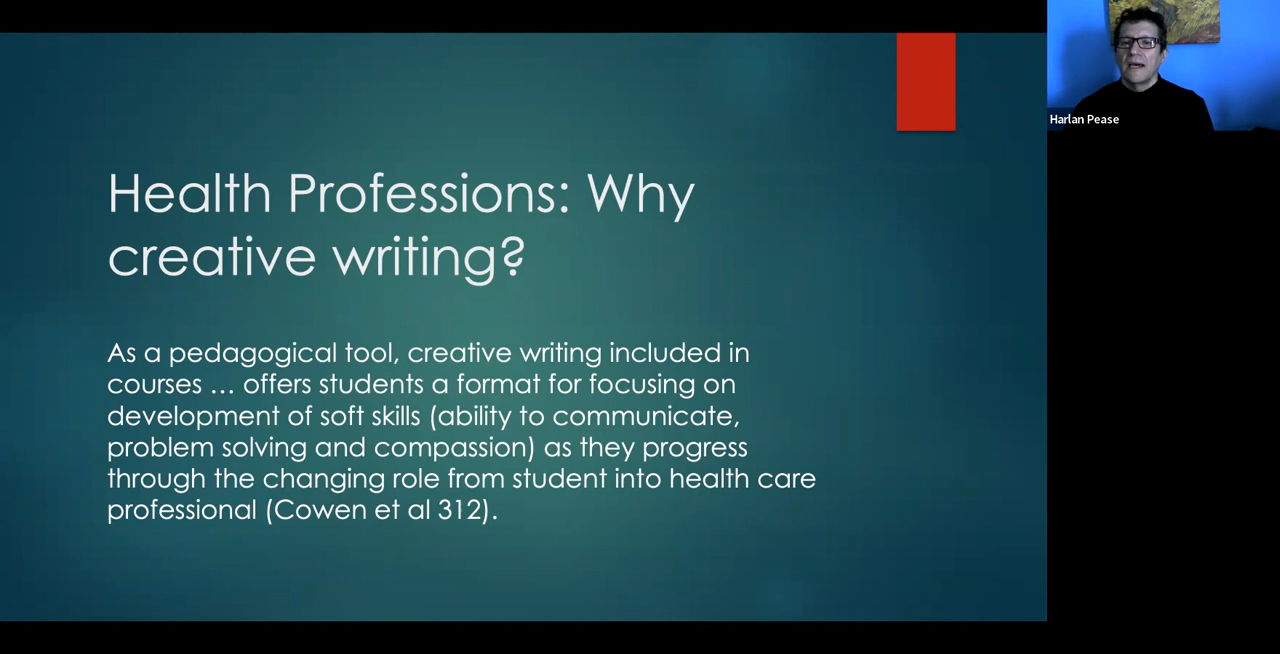 Health Professions: Why
creative writing?
As a pedagogical tool, creative writing included in
courses … offers students a format for focusing on
development of soft skills (ability to communicate,
problem solving and compassion) as they progress
through the changing role from student into health care
professional (Cowen et al 312).
Harlan Pease